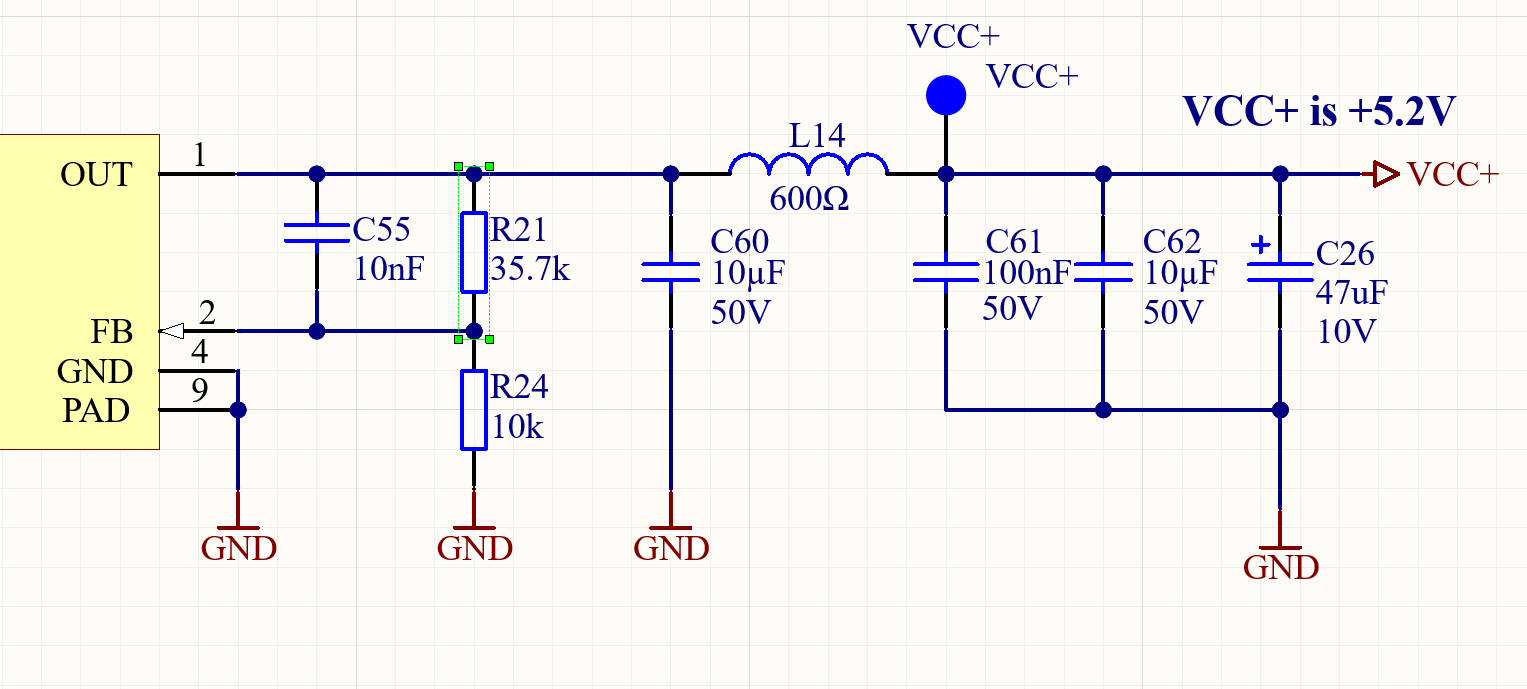 VCC+
VCC+
VCC+ is +5.2V
L14
600Ω
OUT
1
VCC+
C55
10nF
R21
35.7k
C60
10µF
50V
C61
100nF
50V
C62
10µF
50V
+
C26
47uF
10V
FB
2
GND
4
PAD
9
R24
10k
GND
GND
GND
GND